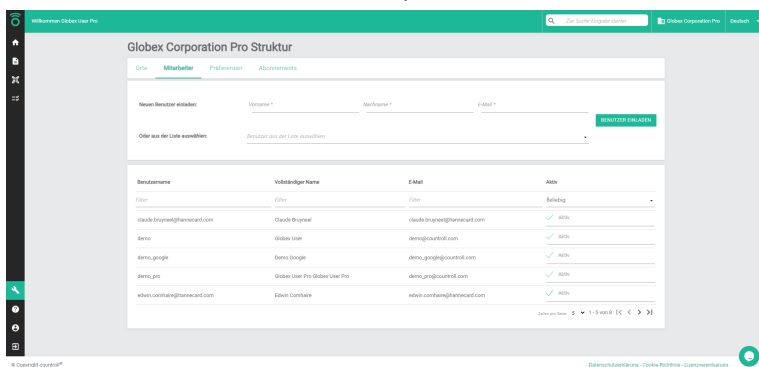 Willkommen Globex User Pro
Zur Suche Eingabe starten
Globex Corporation Pro
Deutsch
Globex Corporation Pro Struktur
Orte Mitarbeiter Präferenzen Abonnements
Neuen Benutzer einladen: Vorname * Nachname * E-Mail *
BENUTZER EINLADEN
Oder aus der Liste auswählen: Benutzer aus der Liste auswählen
Benutzername Vollständiger Name E-Mail Aktiv
Filter Filter Filter Beliebig
claude.bruyneel@hannecard.com Claude Bruyneel claude.bruyneel@hannecard.com Aktiv
demo Globex User demo@countroll.com Aktiv
demo_google Demo Google demo_google@countroll.com Aktiv
demo_pro Globex User Pro Globex User Pro demo_pro@countroll.com Aktiv
edwin.comhaire@hannecard.com Edwin Comhaire edwin.comhaire@hannecard.com Aktiv
Zeilen pro Seite: 5 1 - 5 von 8
© Copyright countroll®
Datenschutzerklärung - Cookie-Richtlinie - Lizenzvereinbarung